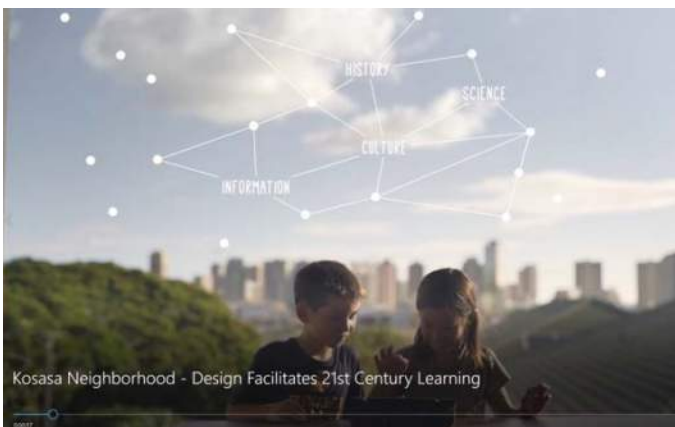 HISTORY
SCIENCE
CULTURE
INFORMATION
Kosasa Neighborhood - Design Facilitates 21st Century Learning